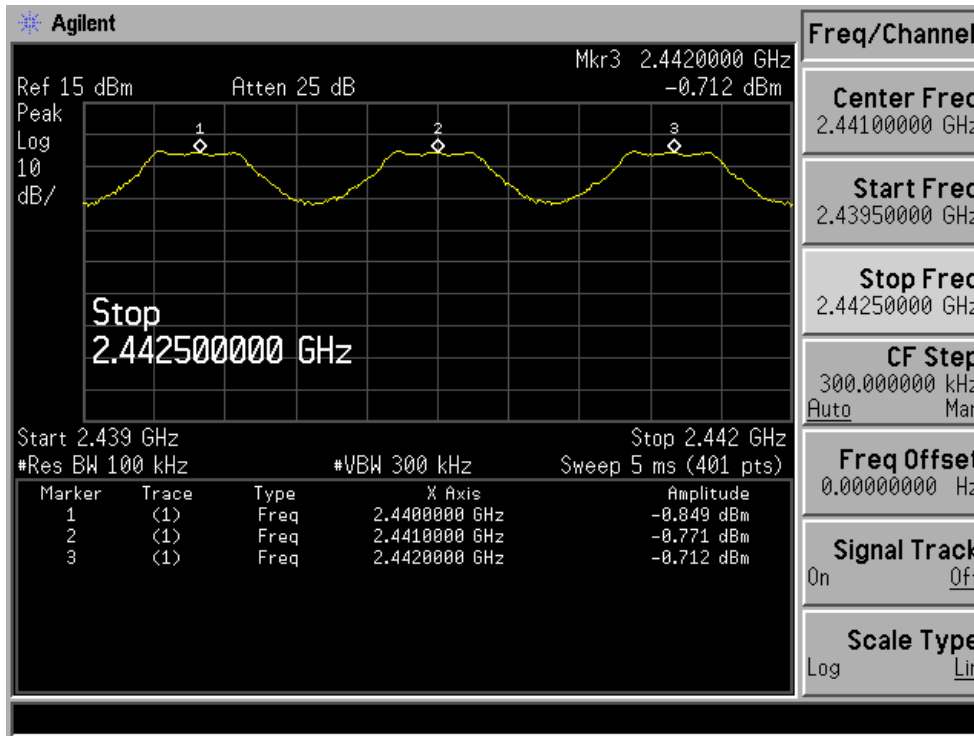 Agilent
Freq/Channel
Mkr3 2.4420000 GHz
Ref 15 dBm Atten 25 dB -0.712 dBm
Peak
Log
10
dB/
1 2 3
Stop
2.442500000 GHz
Start 2.439 GHz Stop 2.442 GHz
#Res BW 100 kHz #VBW 300 kHz Sweep 5 ms (401 pts)
Marker Trace Type X Axis Amplitude
1 (1) Freq 2.4400000 GHz -0.849 dBm
2 (1) Freq 2.4410000 GHz -0.771 dBm
3 (1) Freq 2.4420000 GHz -0.712 dBm
Center Freq
2.44100000 GHz
Start Freq
2.43950000 GHz
Stop Freq
2.44250000 GHz
CF Step
300.000000 kHz
Auto Man
Freq Offset
0.00000000 Hz
Signal Track
On Off
Scale Type
Log Lin